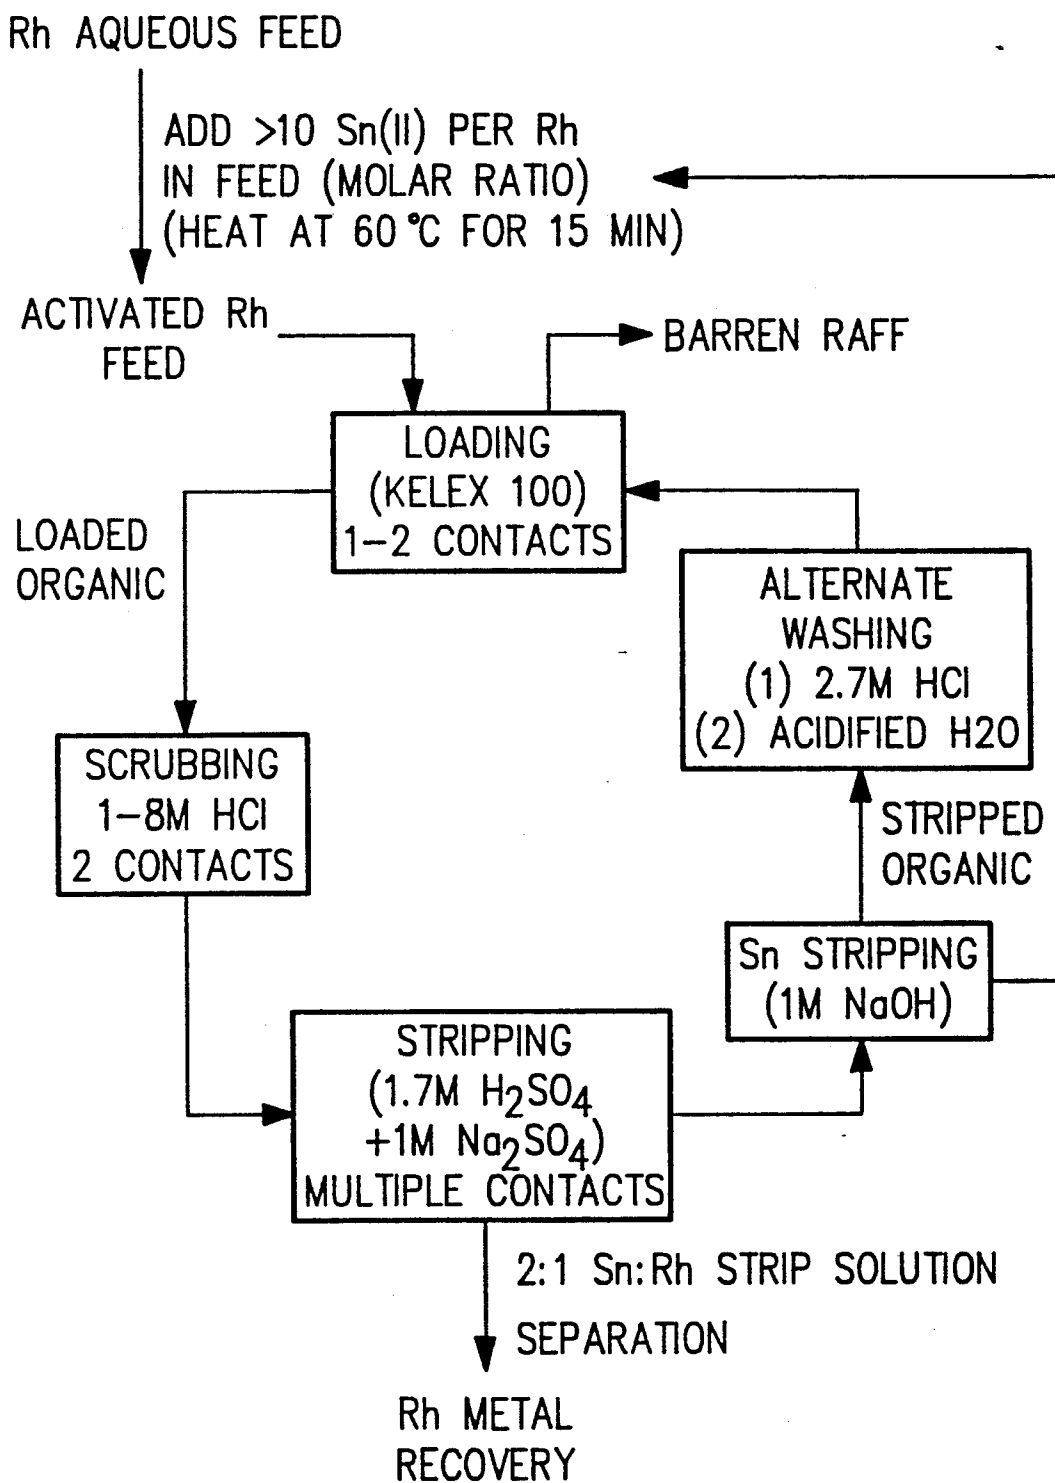 Rh AQUEOUS FEED
ADD >10 Sn(II) PER Rh
IN FEED (MOLAR RATIO)
(HEAT AT 60 °C FOR 15 MIN)
ACTIVATED Rh
FEED
BARREN RAFF
LOADING
(KELEX 100)
1-2 CONTACTS
LOADED
ORGANIC
ALTERNATE
WASHING
(1) 2.7M HCl
(2) ACIDIFIED H2O
SCRUBBING
1-8M HCl
2 CONTACTS
STRIPPED
ORGANIC
Sn STRIPPING
(1M NaOH)
STRIPPING
(1.7M H₂SO₄
+1M Na₂SO₄)
MULTIPLE CONTACTS
2:1 Sn:Rh STRIP SOLUTION
SEPARATION
Rh METAL
RECOVERY